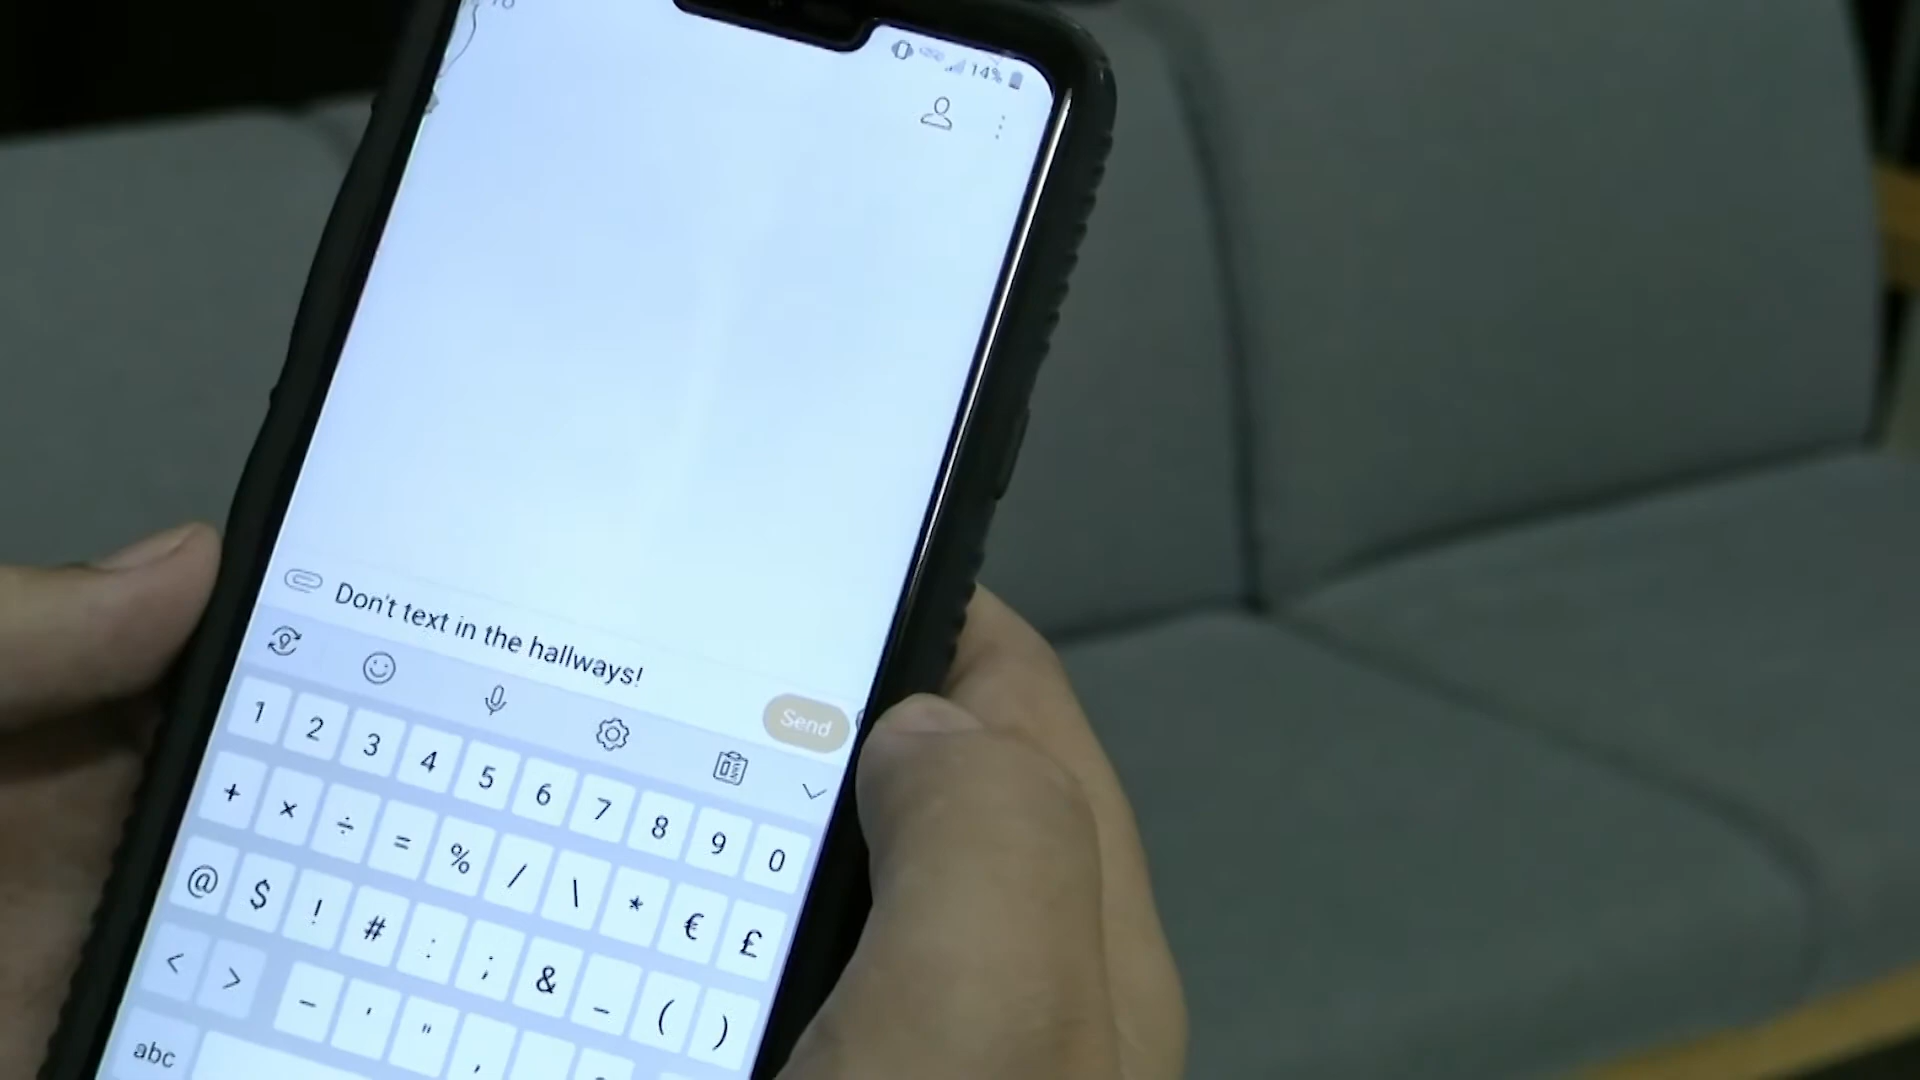 14%
Don't text in the hallways!
Send
1 2 3 4 5 6 7 8 9 0
+ × ÷ = % / \ * € £
@ $ ! # : ; & _ ( )
< > - ' " ,
abc